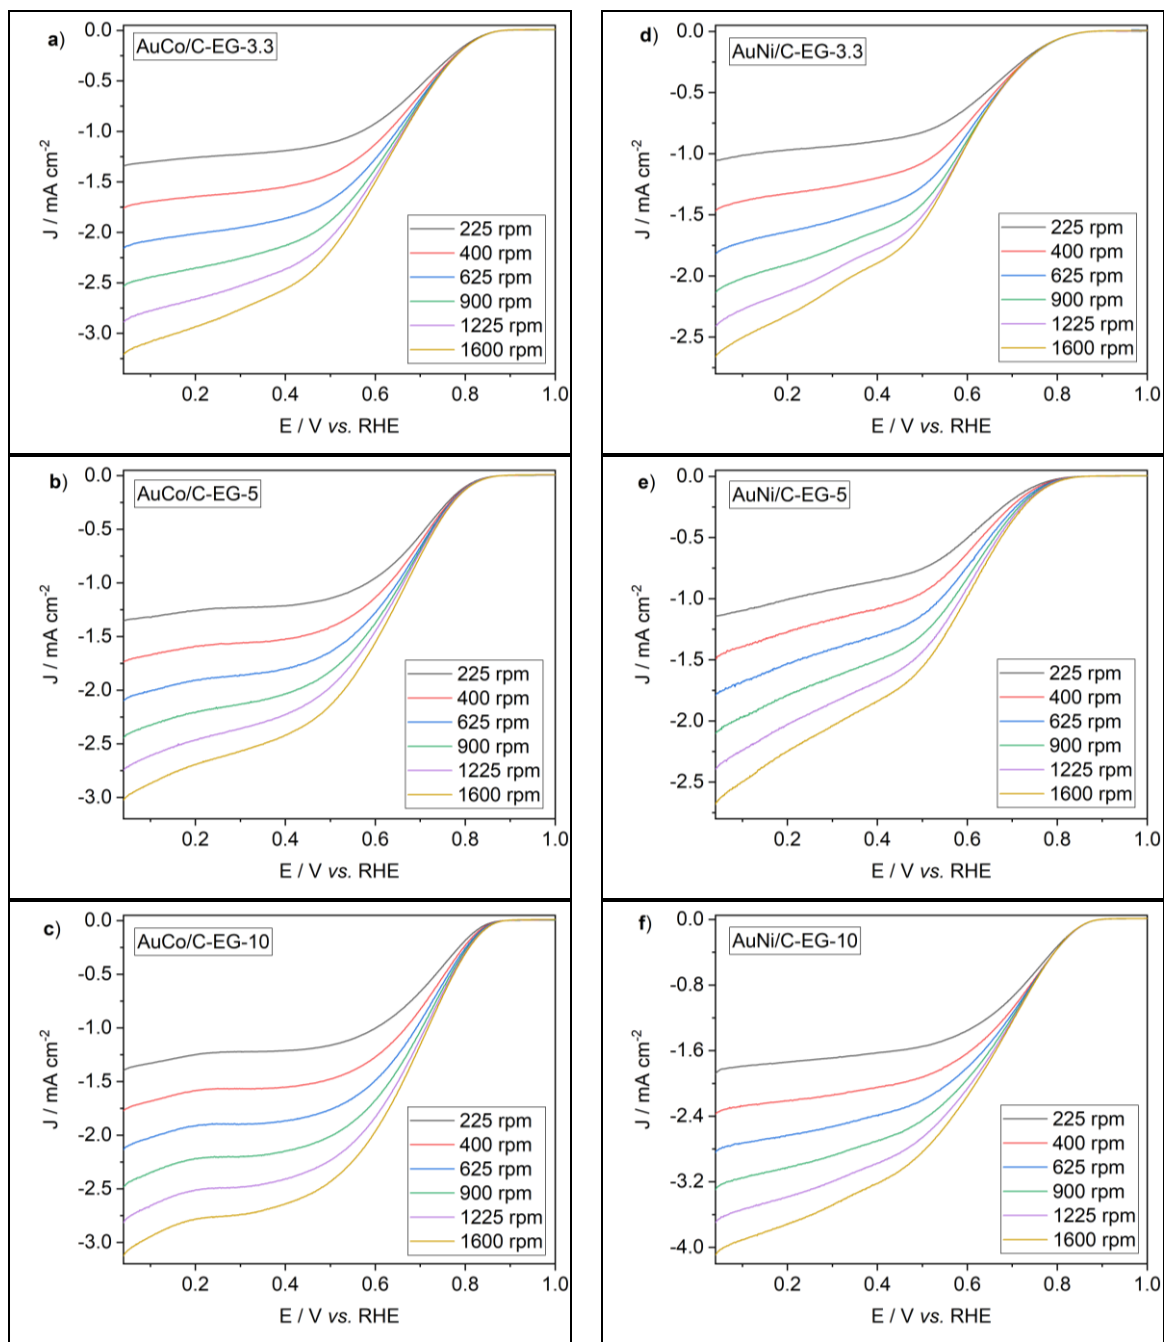 a)
AuCo/C-EG-3.3
0.0
-0.5
-1.0
-1.5
-2.0
-2.5
-3.0
J / mA cm-2
225 rpm
400 rpm
625 rpm
900 rpm
1225 rpm
1600 rpm
0.2 0.4 0.6 0.8 1.0
E / V vs. RHE
d)
AuNi/C-EG-3.3
0.0
-0.5
-1.0
-1.5
-2.0
-2.5
J / mA cm-2
225 rpm
400 rpm
625 rpm
900 rpm
1225 rpm
1600 rpm
0.2 0.4 0.6 0.8 1.0
E / V vs. RHE
b)
AuCo/C-EG-5
0.0
-0.5
-1.0
-1.5
-2.0
-2.5
-3.0
J / mA cm-2
225 rpm
400 rpm
625 rpm
900 rpm
1225 rpm
1600 rpm
0.2 0.4 0.6 0.8 1.0
E / V vs. RHE
e)
AuNi/C-EG-5
0.0
-0.5
-1.0
-1.5
-2.0
-2.5
J / mA cm-2
225 rpm
400 rpm
625 rpm
900 rpm
1225 rpm
1600 rpm
0.2 0.4 0.6 0.8 1.0
E / V vs. RHE
c)
AuCo/C-EG-10
0.0
-0.5
-1.0
-1.5
-2.0
-2.5
-3.0
J / mA cm-2
225 rpm
400 rpm
625 rpm
900 rpm
1225 rpm
1600 rpm
0.2 0.4 0.6 0.8 1.0
E / V vs. RHE
f)
AuNi/C-EG-10
0.0
-0.8
-1.6
-2.4
-3.2
-4.0
J / mA cm-2
225 rpm
400 rpm
625 rpm
900 rpm
1225 rpm
1600 rpm
0.2 0.4 0.6 0.8 1.0
E / V vs. RHE